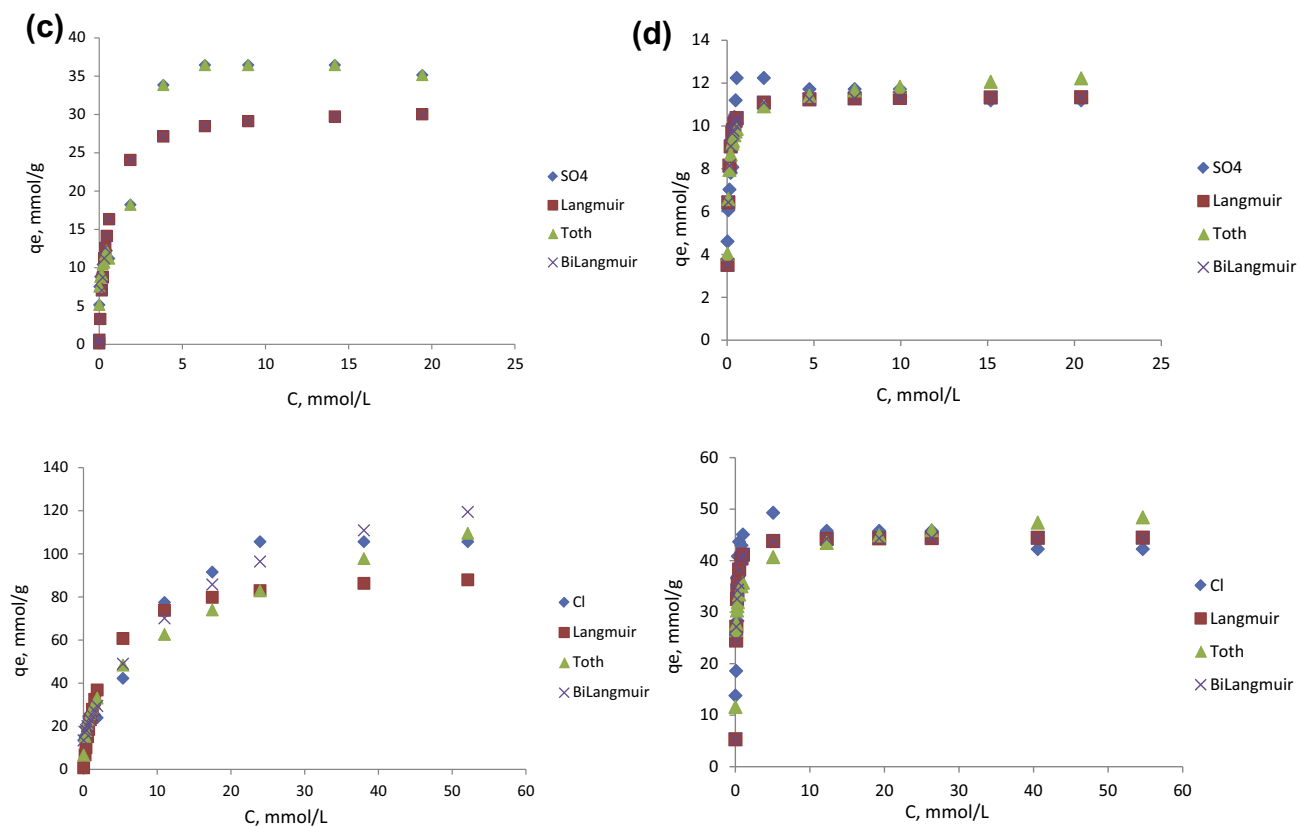 (c)
40
35
30
25
20
15
10
5
0
qe, mmol/g
0 5 10 15 20 25
C, mmol/L
SO4
Langmuir
Toth
BiLangmuir
(d)
14
12
10
8
6
4
2
0
qe, mmol/g
0 5 10 15 20 25
C, mmol/L
SO4
Langmuir
Toth
BiLangmuir
140
120
100
80
60
40
20
0
qe, mmol/g
0 10 20 30 40 50 60
C, mmol/L
Cl
Langmuir
Toth
BiLangmuir
60
50
40
30
20
10
0
qe, mmol/g
0 10 20 30 40 50 60
C, mmol/L
Cl
Langmuir
Toth
BiLangmuir